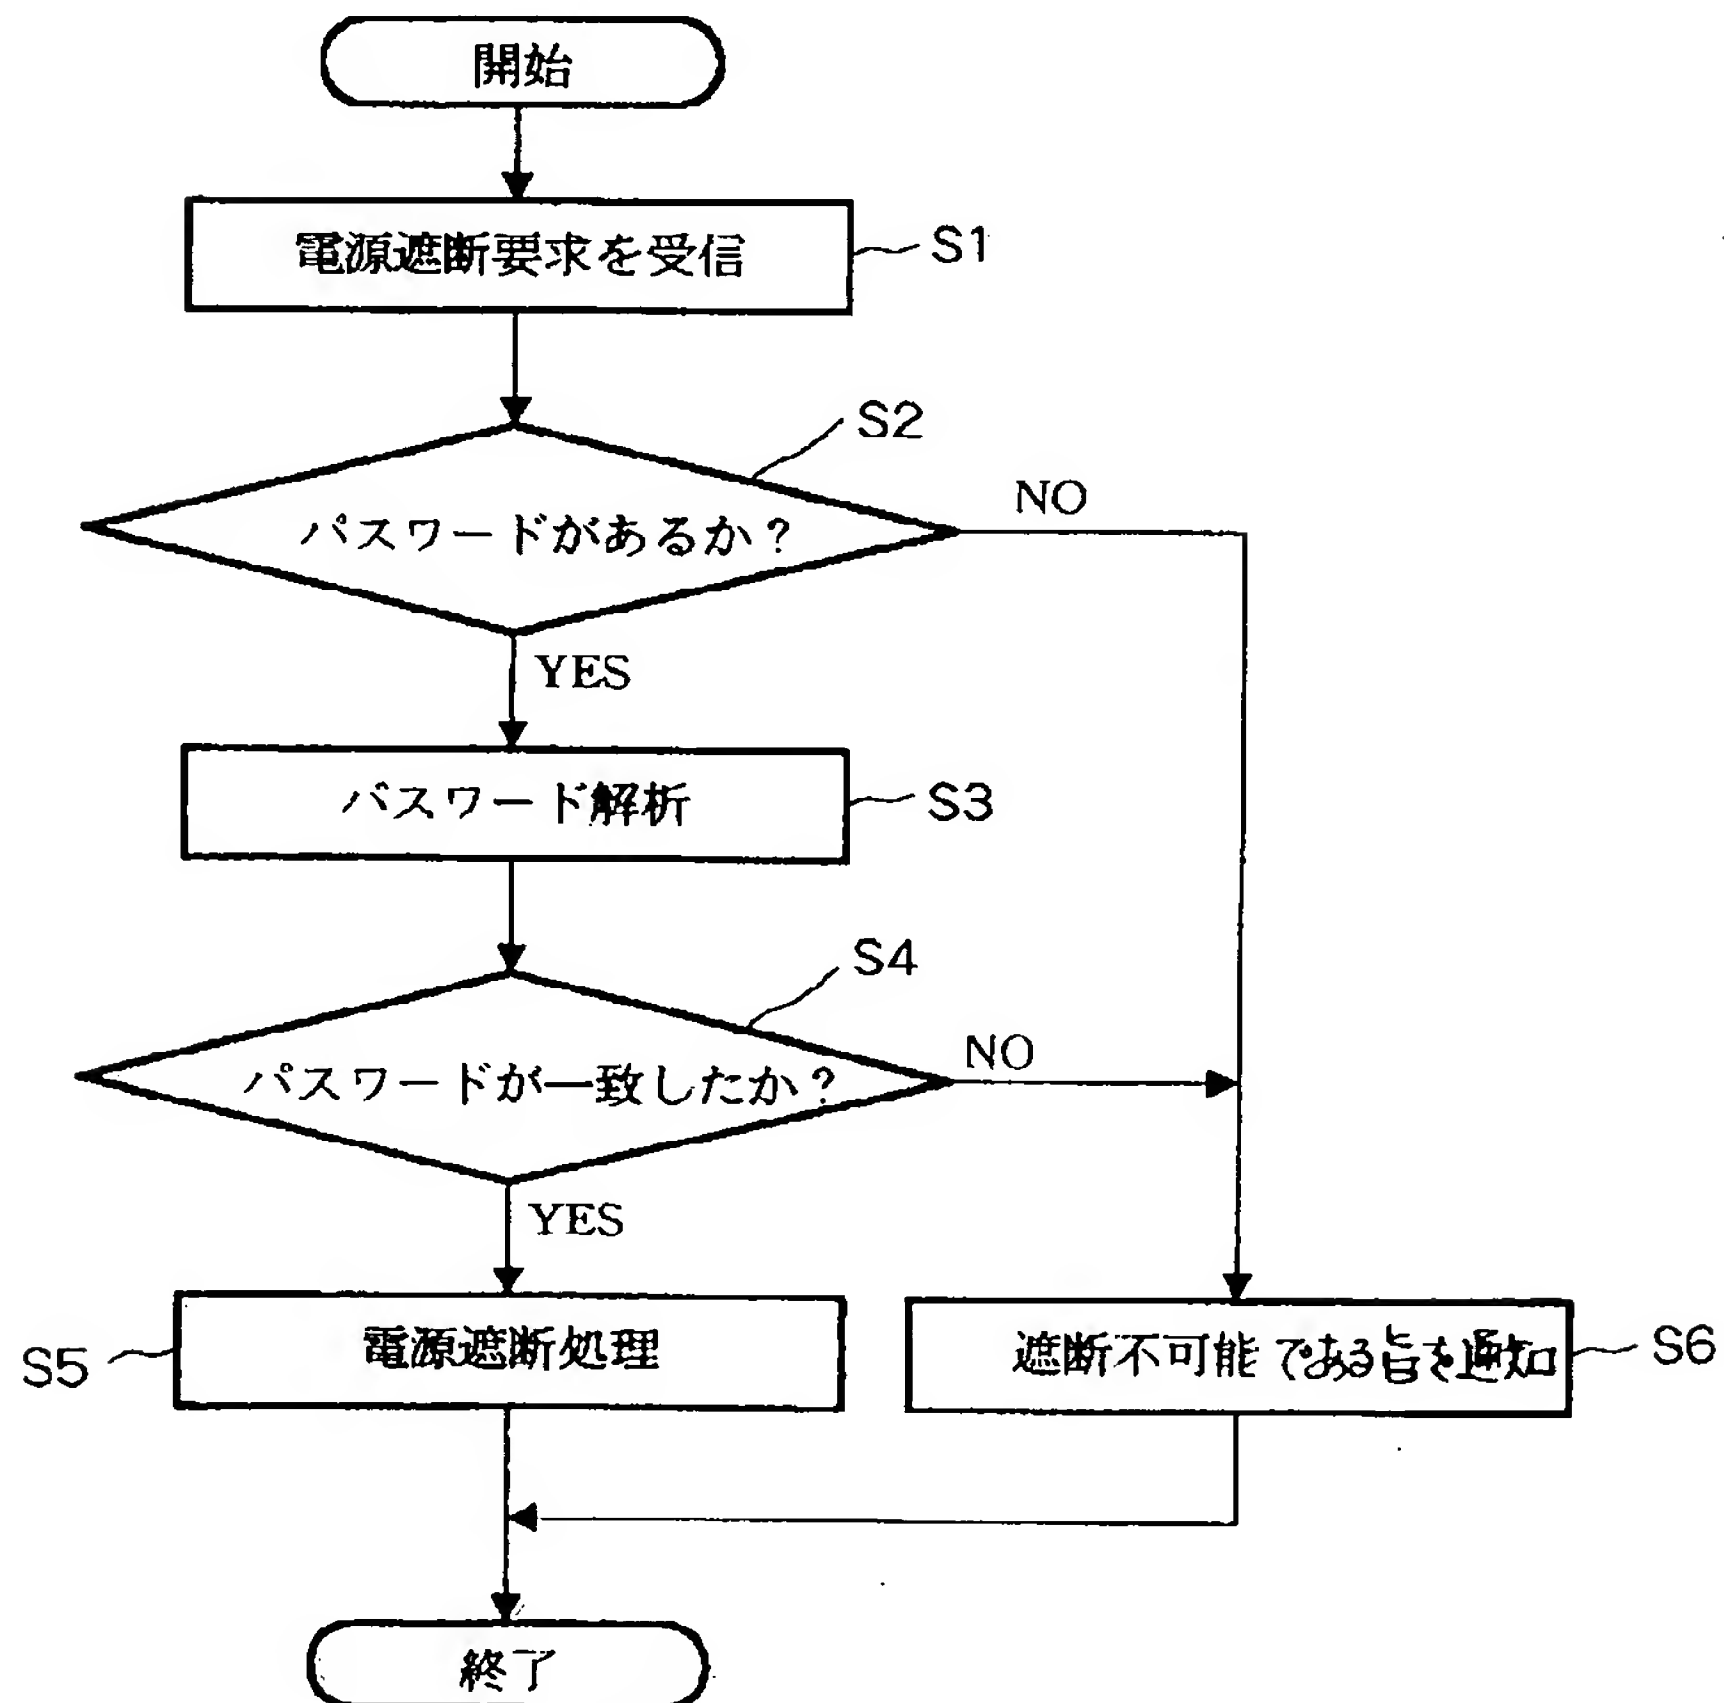 開始
電源遮断要求を受信
S1
S2
パスワードがあるか?
NO
YES
パスワード解析
S3
S4
パスワードが一致したか?
NO
YES
S5
電源遮断処理
遮断不可能である旨を通知
S6
終了